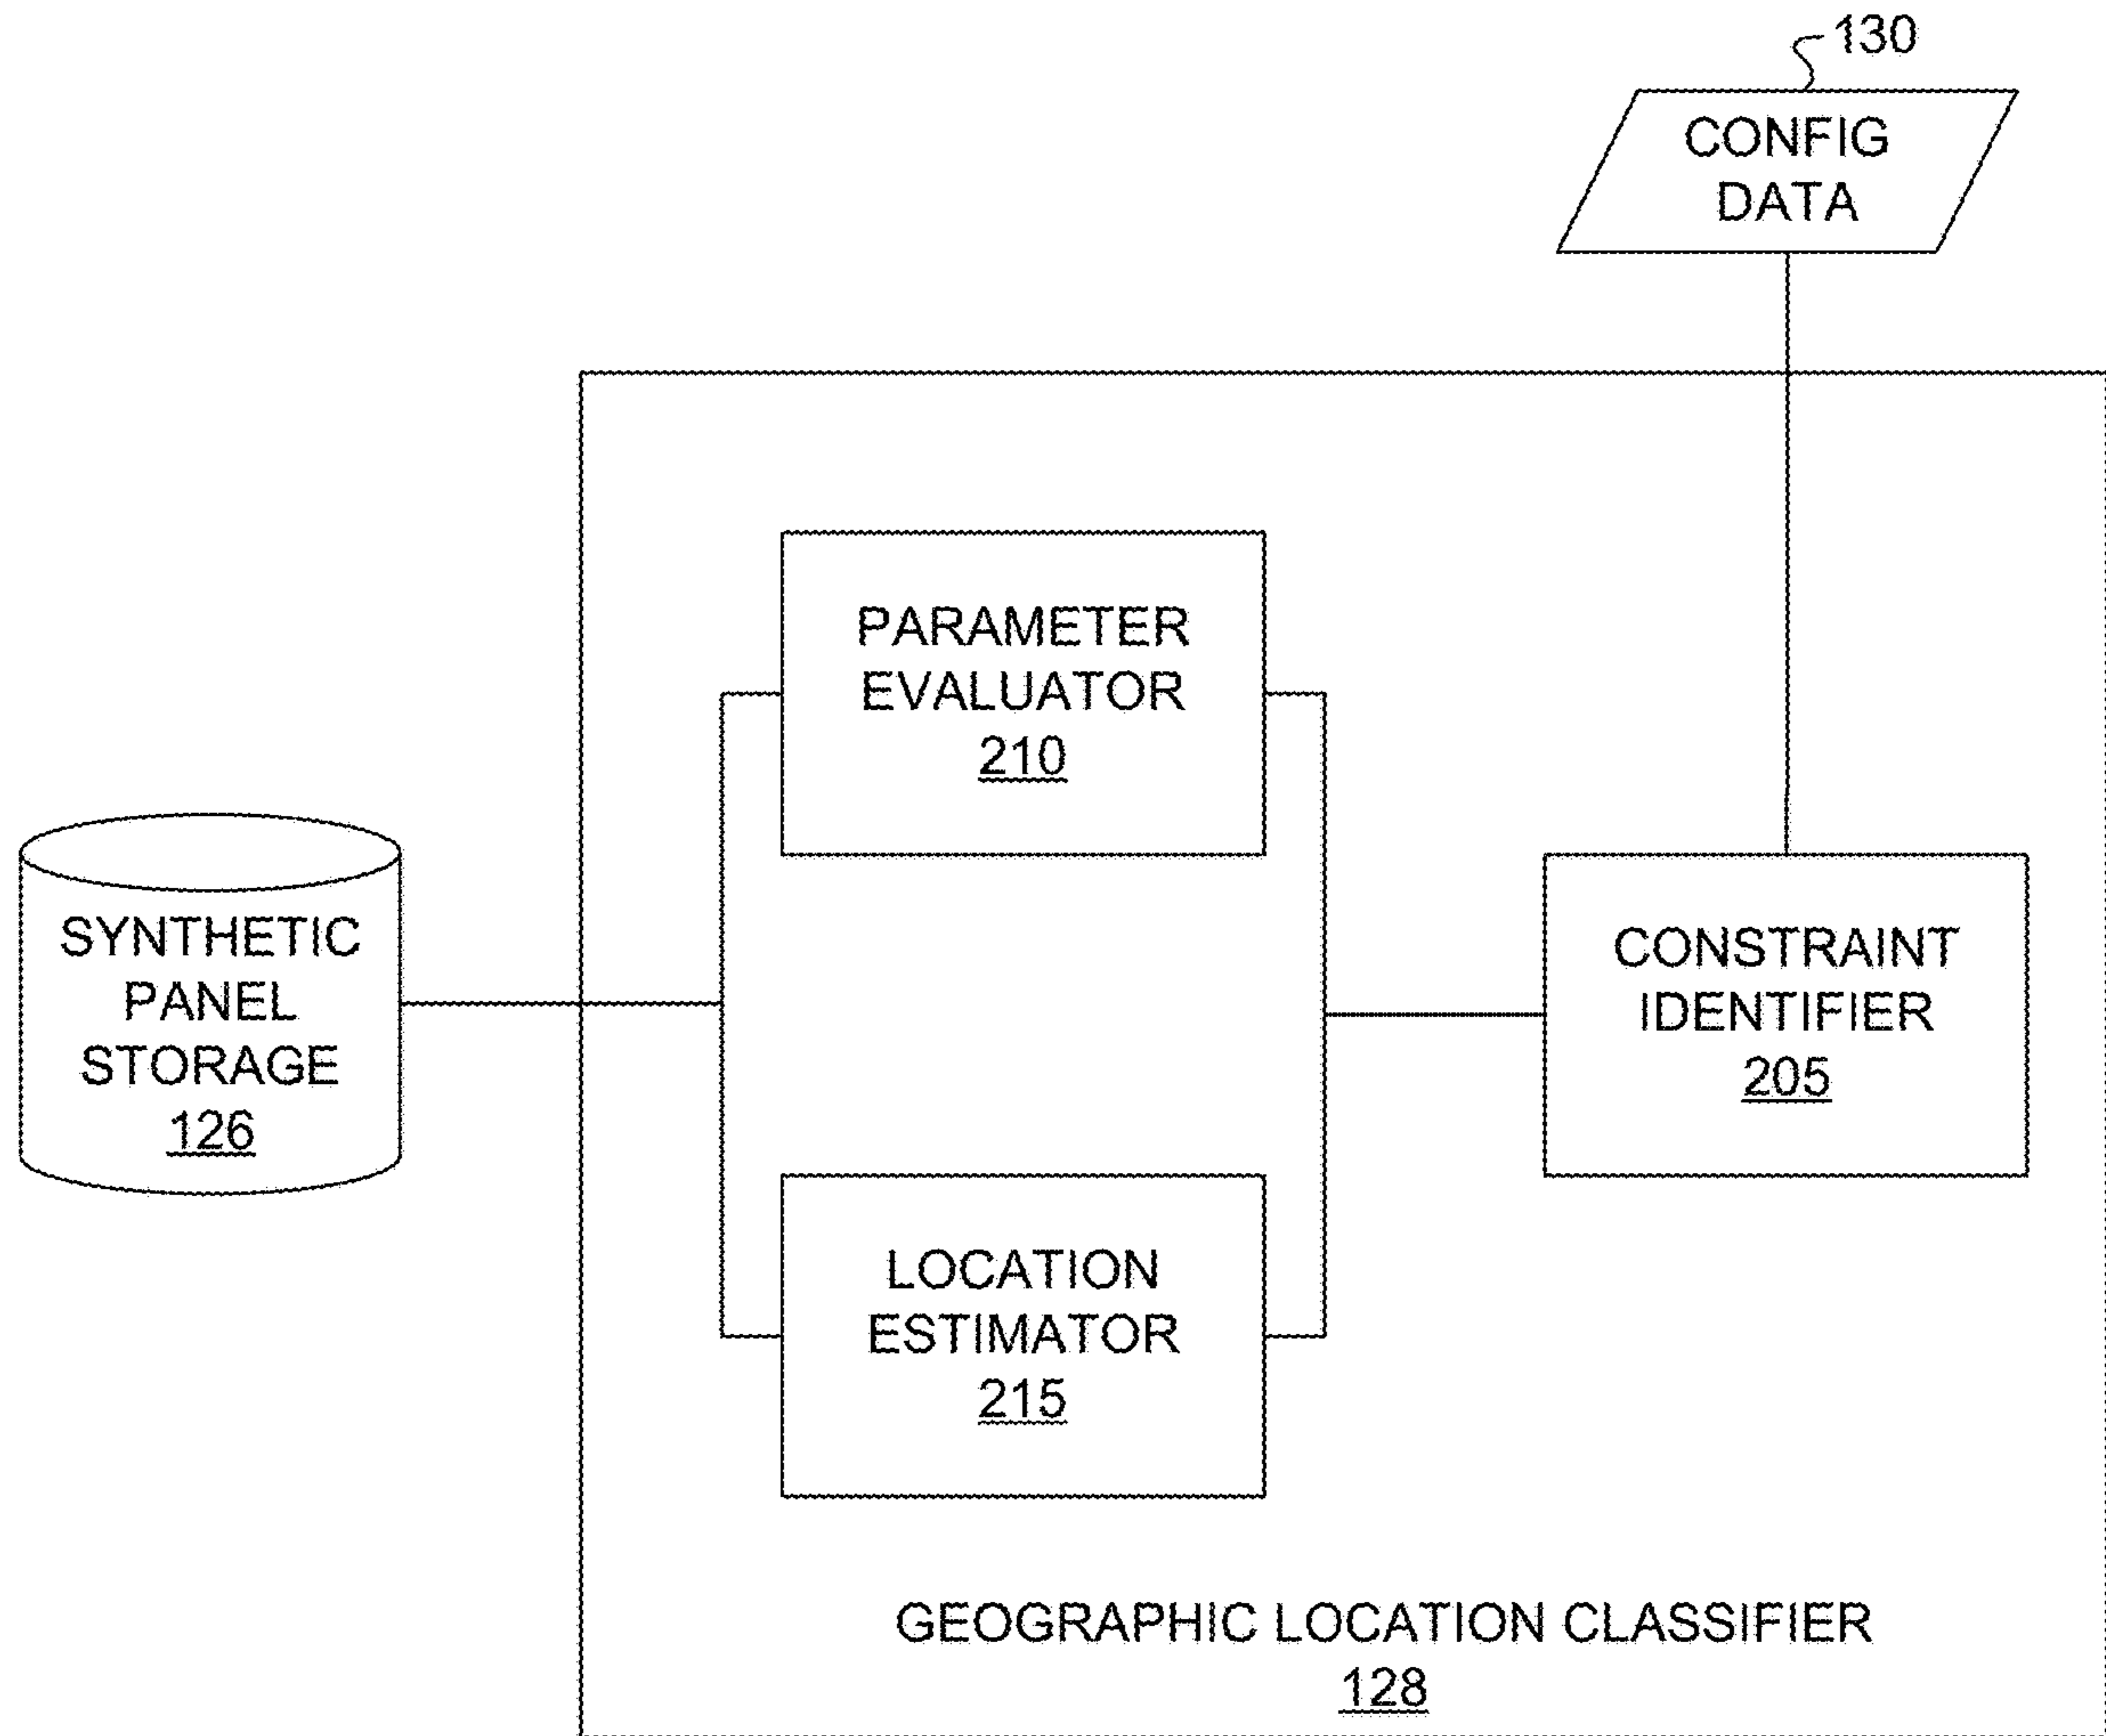 130
CONFIG
DATA
PARAMETER
EVALUATOR
210
SYNTHETIC
PANEL
STORAGE
126
CONSTRAINT
IDENTIFIER
205
LOCATION
ESTIMATOR
215
GEOGRAPHIC LOCATION CLASSIFIER
128